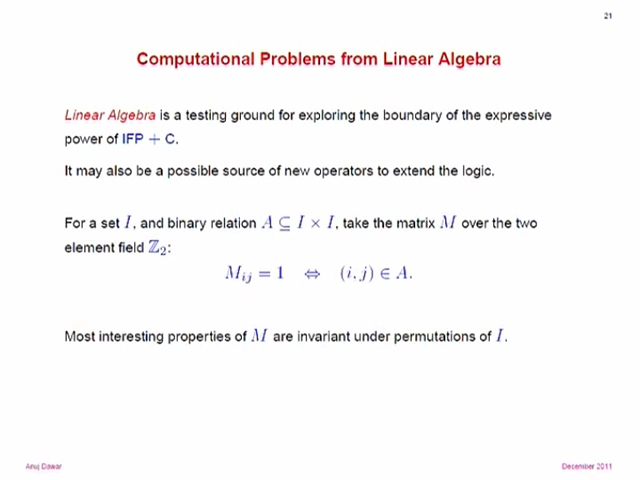 21
Computational Problems from Linear Algebra
Linear Algebra is a testing ground for exploring the boundary of the expressive
power of IFP + C.
It may also be a possible source of new operators to extend the logic.
For a set I, and binary relation A ⊆ I × I, take the matrix M over the two
element field ℤ₂:
Mᵢⱼ = 1 ⇔ (i, j) ∈ A.
Most interesting properties of M are invariant under permutations of I.
Anuj Dawar
December 2011